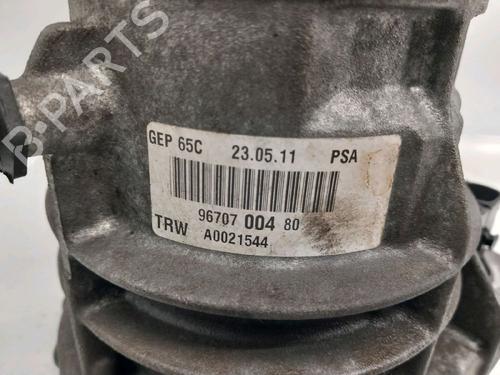 GEP 65C 23.05.11 PSA
96707 004 80
TRW A0021544
B-PARTS